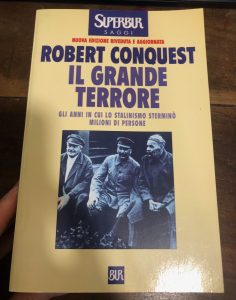 SUPERBUR
SAGGI
NUOVA EDIZIONE RIVEDUTA E AGGIORNATA
ROBERT CONQUEST
IL GRANDE
TERRORE
GLI ANNI IN CUI LO STALINISMO STERMINÒ
MILIONI DI PERSONE
BUR